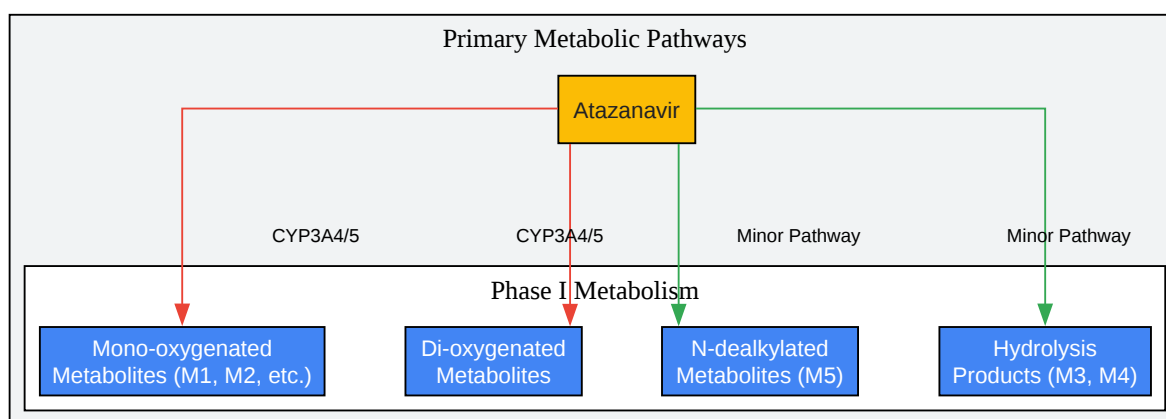 Primary Metabolic Pathways
Atazanavir
CYP3A4/5
CYP3A4/5
Minor Pathway
Minor Pathway
Phase I Metabolism
Mono-oxygenated
Metabolites (M1, M2, etc.)
Di-oxygenated
Metabolites
N-dealkylated
Metabolites (M5)
Hydrolysis
Products (M3, M4)